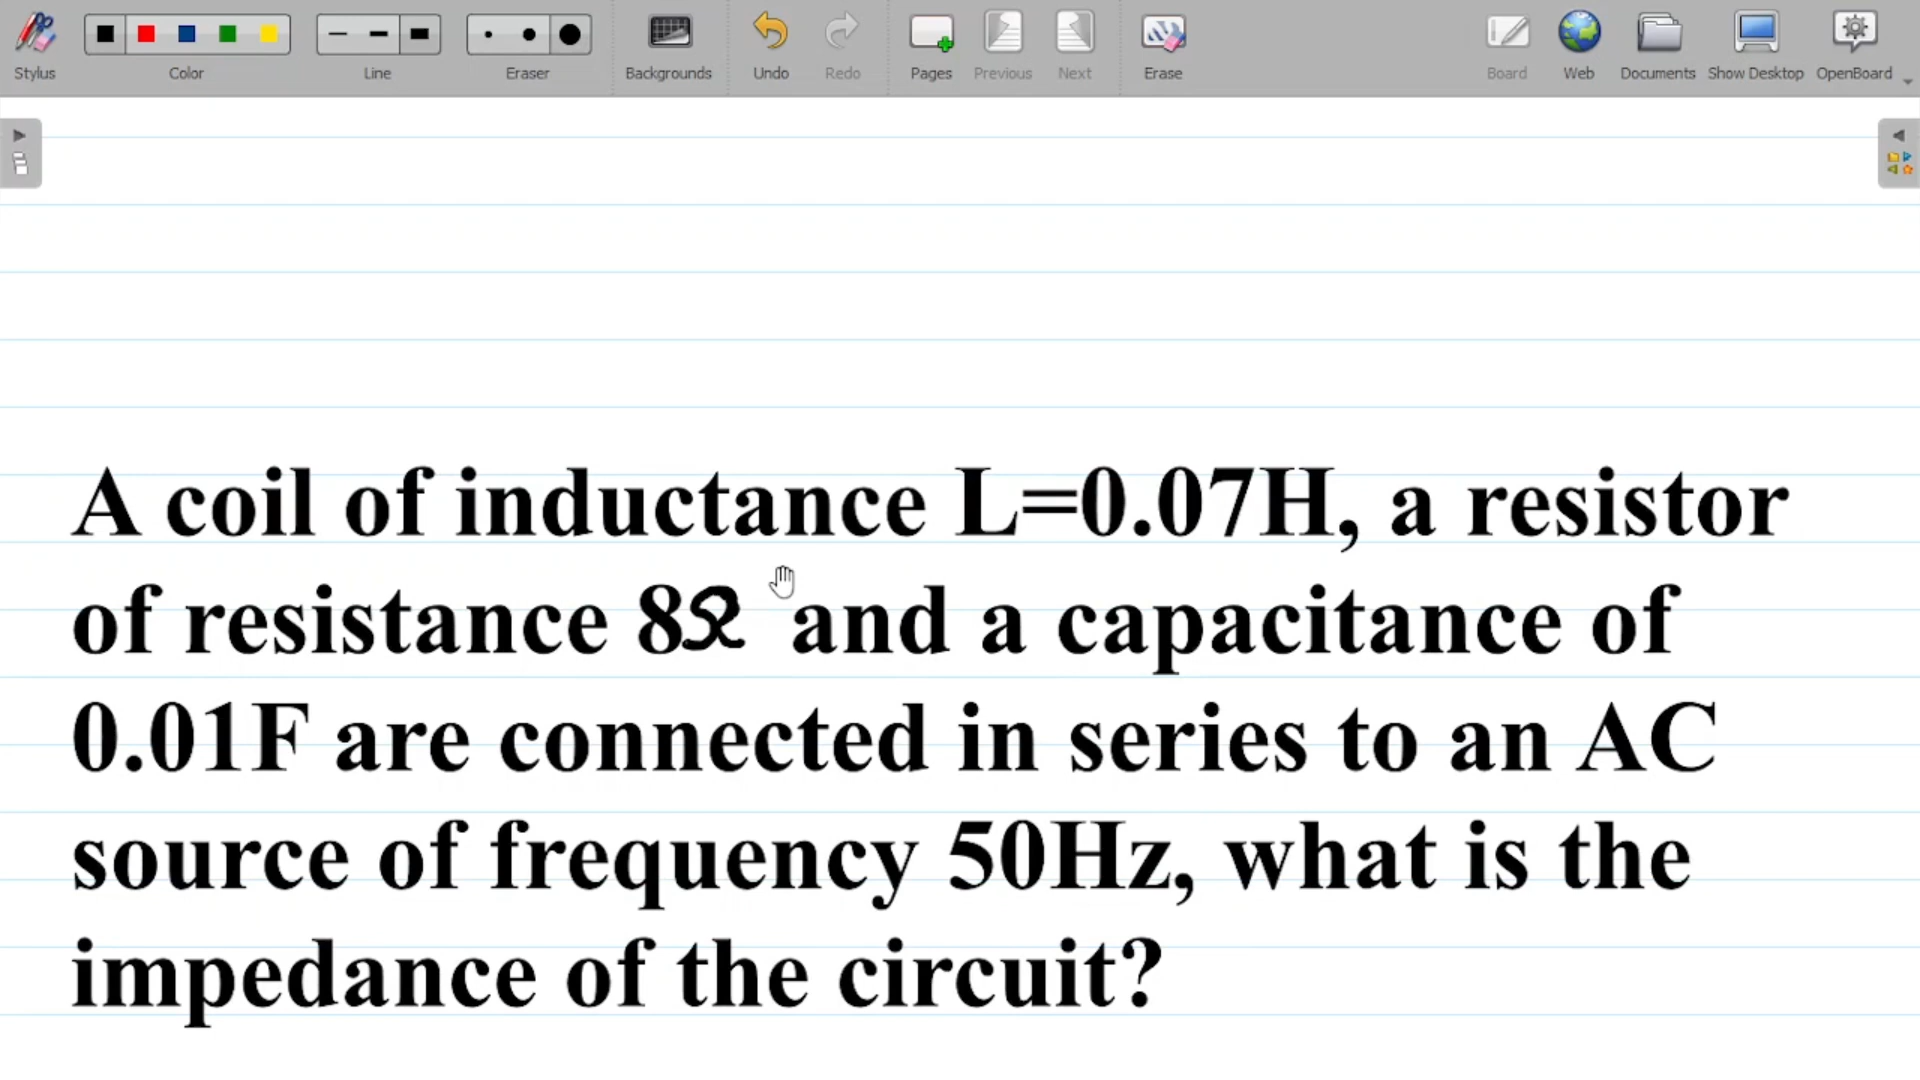 Stylus Color Line Eraser Backgrounds Undo Redo Pages Previous Next Erase Board Web Documents Show Desktop OpenBoard
A coil of inductance L=0.07H, a resistor
of resistance 8Ω and a capacitance of
0.01F are connected in series to an AC
source of frequency 50Hz, what is the
impedance of the circuit?